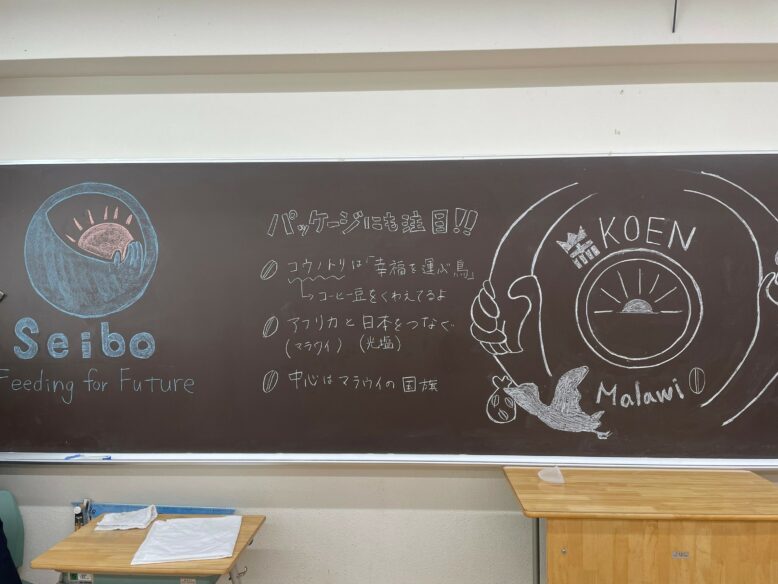 Seibo
Feeding for Future
パッケージにも注目!!
コウノトリは「幸福を運ぶ鳥」
→コーヒー豆をくわえてるよ
アフリカと日本をつなぐ
(マラウイ) (光塩)
中心はマラウイの国旗
KOEN
Malawi